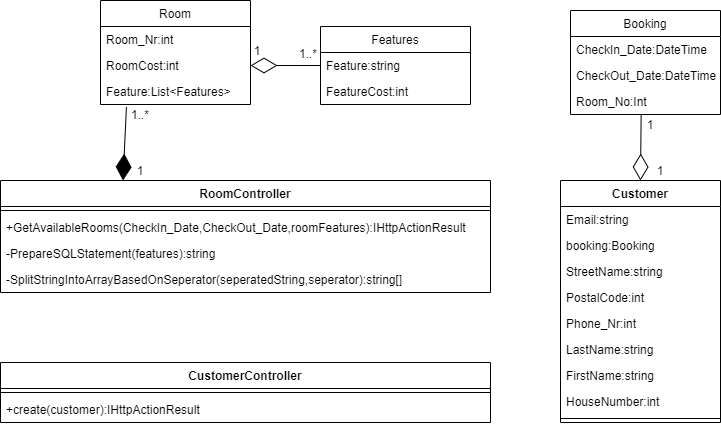 Room
Room_Nr:int
RoomCost:int
Feature:List<Features>
1
1..*
Features
Feature:string
FeatureCost:int
Booking
CheckIn_Date:DateTime
CheckOut_Date:DateTime
Room_No:Int
1..*
1
1
1
RoomController
+GetAvailableRooms(CheckIn_Date,CheckOut_Date,roomFeatures):IHttpActionResult
-PrepareSQLStatement(features):string
-SplitStringIntoArrayBasedOnSeperator(seperatedString,seperator):string[]
Customer
Email:string
booking:Booking
StreetName:string
PostalCode:int
Phone_Nr:int
LastName:string
FirstName:string
HouseNumber:int
CustomerController
+create(customer):IHttpActionResult